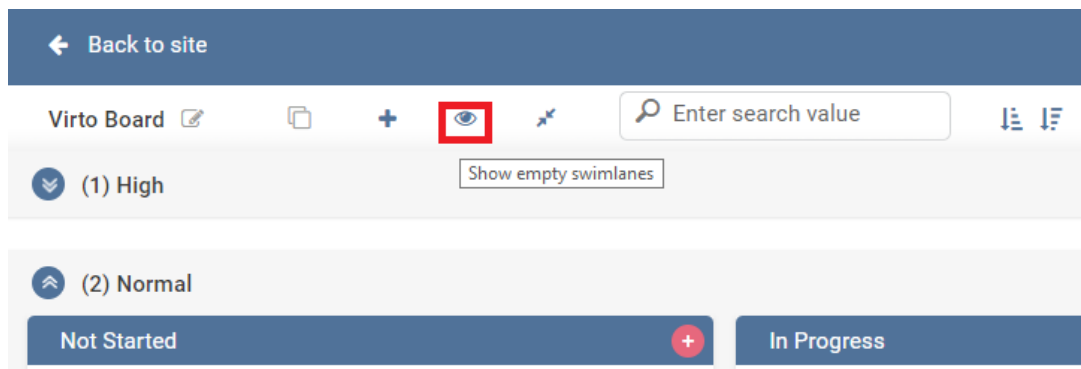 Back to site
Virto Board Enter search value
Show empty swimlanes
(1) High
(2) Normal
Not Started In Progress